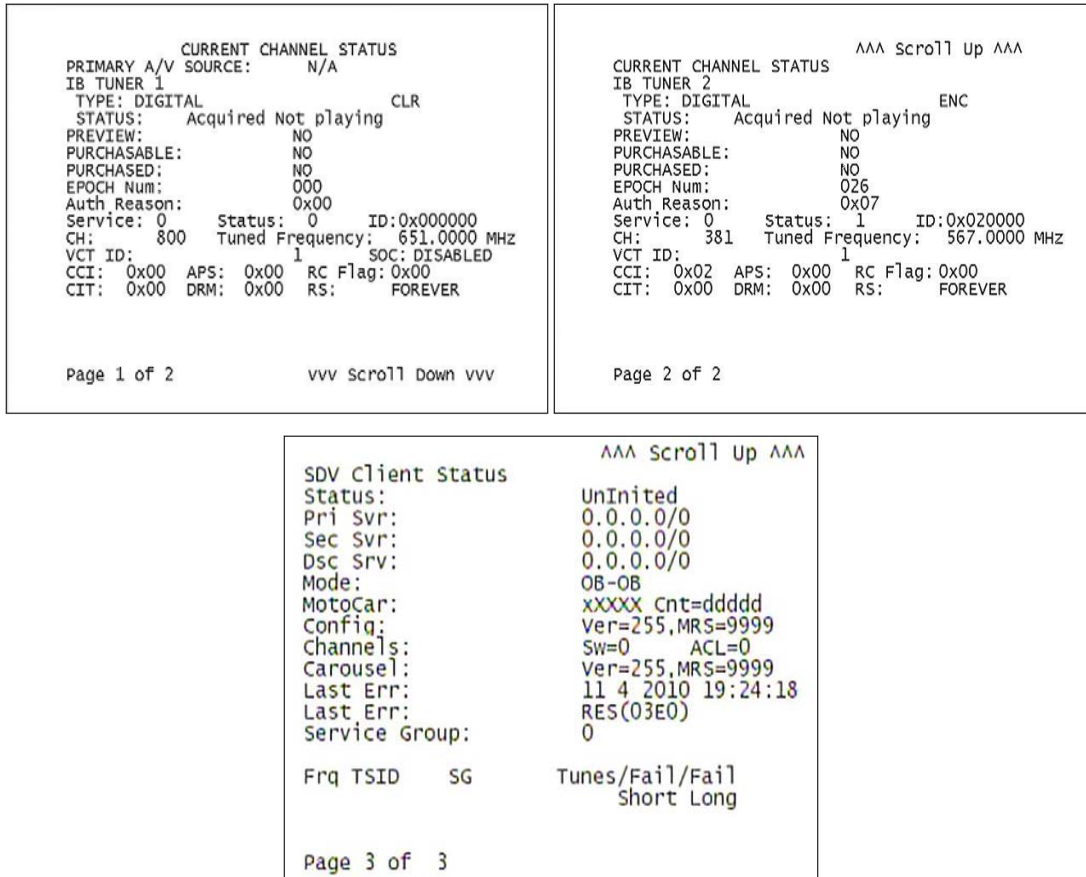 CURRENT CHANNEL STATUS
PRIMARY A/V SOURCE: N/A
IB TUNER 1
TYPE: DIGITAL CLR
STATUS: Acquired Not playing
PREVIEW: NO
PURCHASABLE: NO
PURCHASED: NO
EPOCH Num: 000
Auth Reason: 0x00
Service: 0 Status: 0 ID:0x000000
CH: 800 Tuned Frequency: 651.0000 MHz
VCT ID: 1 SOC: DISABLED
CCI: 0x00 APS: 0x00 RC Flag: 0x00
CIT: 0x00 DRM: 0x00 RS: FOREVER
Page 1 of 2 vvv Scroll Down vvv
ΛΛΛ Scroll Up ΛΛΛ
CURRENT CHANNEL STATUS
IB TUNER 2
TYPE: DIGITAL ENC
STATUS: Acquired Not playing
PREVIEW: NO
PURCHASABLE: NO
PURCHASED: NO
EPOCH Num: 026
Auth Reason: 0x07
Service: 0 Status: 1 ID:0x020000
CH: 381 Tuned Frequency: 567.0000 MHz
VCT ID: 1
CCI: 0x02 APS: 0x00 RC Flag: 0x00
CIT: 0x00 DRM: 0x00 RS: FOREVER
Page 2 of 2
ΛΛΛ Scroll Up ΛΛΛ
SDV Client Status
Status: UnInited
Pri Svr: 0.0.0.0/0
Sec Svr: 0.0.0.0/0
Dsc Srv: 0.0.0.0/0
Mode: OB-OB
MotoCar: xXXXX Cnt=ddddd
Config: Ver=255,MRS=9999
Channels: Sw=0 ACL=0
Carousel: Ver=255,MRS=9999
Last Err: 11 4 2010 19:24:18
Last Err: RES(03E0)
Service Group: 0
Frq TSID SG Tunes/Fail/Fail
Short Long
Page 3 of 3